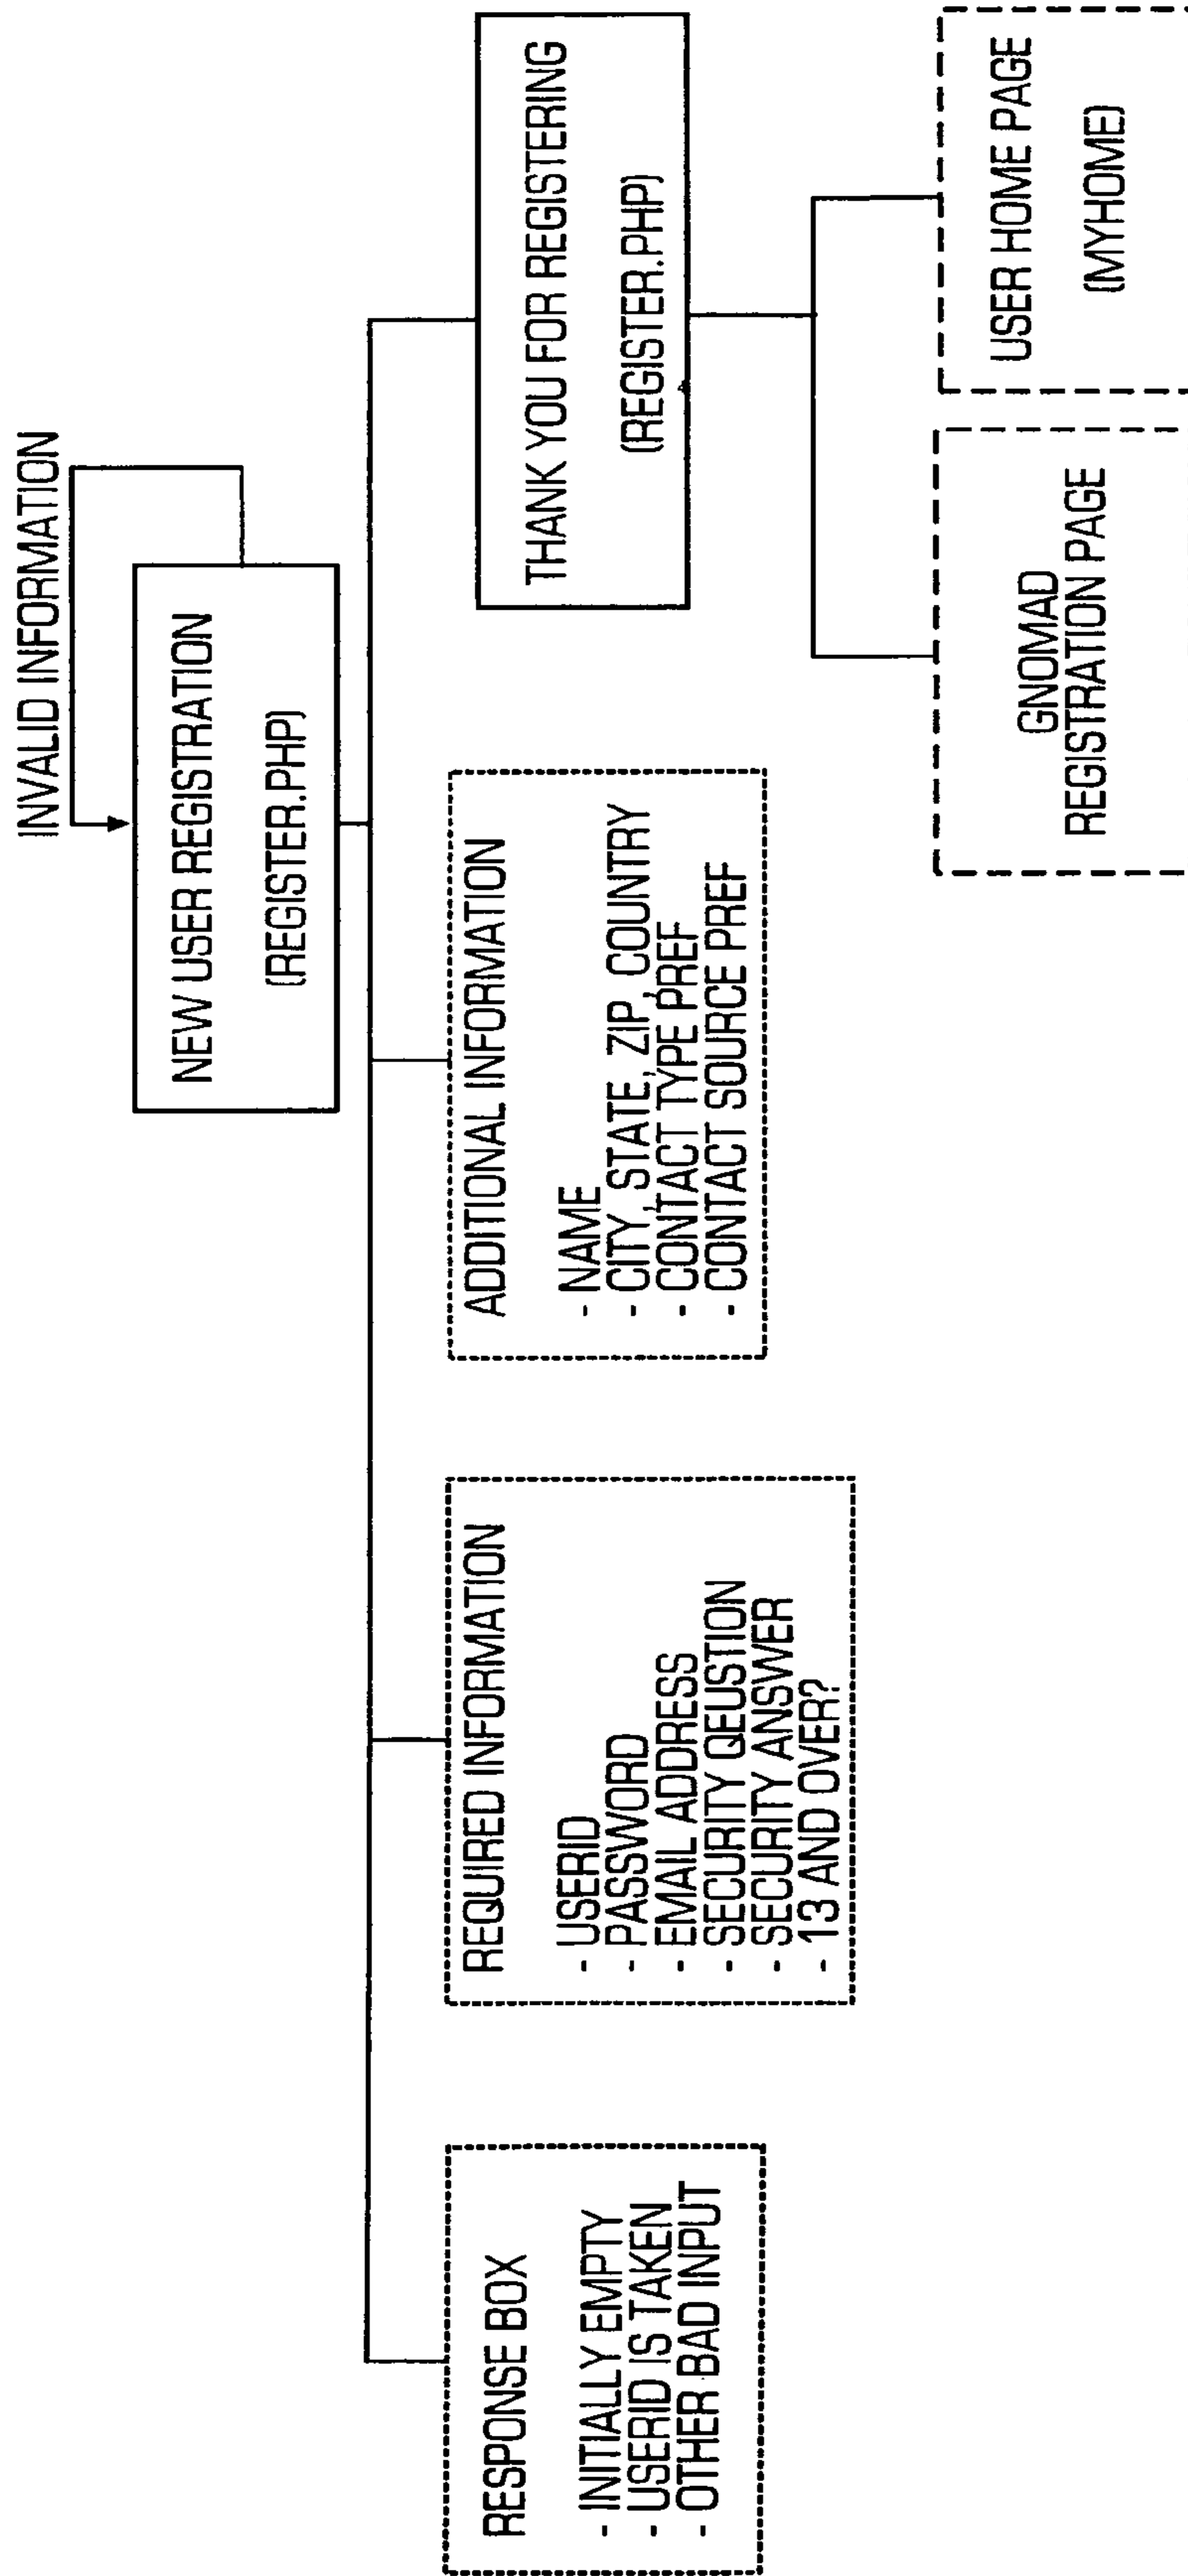 INVALID INFORMATION
NEW USER REGISTRATION
(REGISTER.PHP)
RESPONSE BOX
- INITIALLY EMPTY
- USERID IS TAKEN
- OTHER BAD INPUT
REQUIRED INFORMATION
- USERID
- PASSWORD
- EMAIL ADDRESS
- SECURITY QEUSTION
- SECURITY ANSWER
- 13 AND OVER?
ADDITIONAL INFORMATION
- NAME
- CITY, STATE, ZIP, COUNTRY
- CONTACT TYPE PREF
- CONTACT SOURCE PREF
THANK YOU FOR REGISTERING
(REGISTER.PHP)
GNOMAD
REGISTRATION PAGE
USER HOME PAGE
(MYHOME)